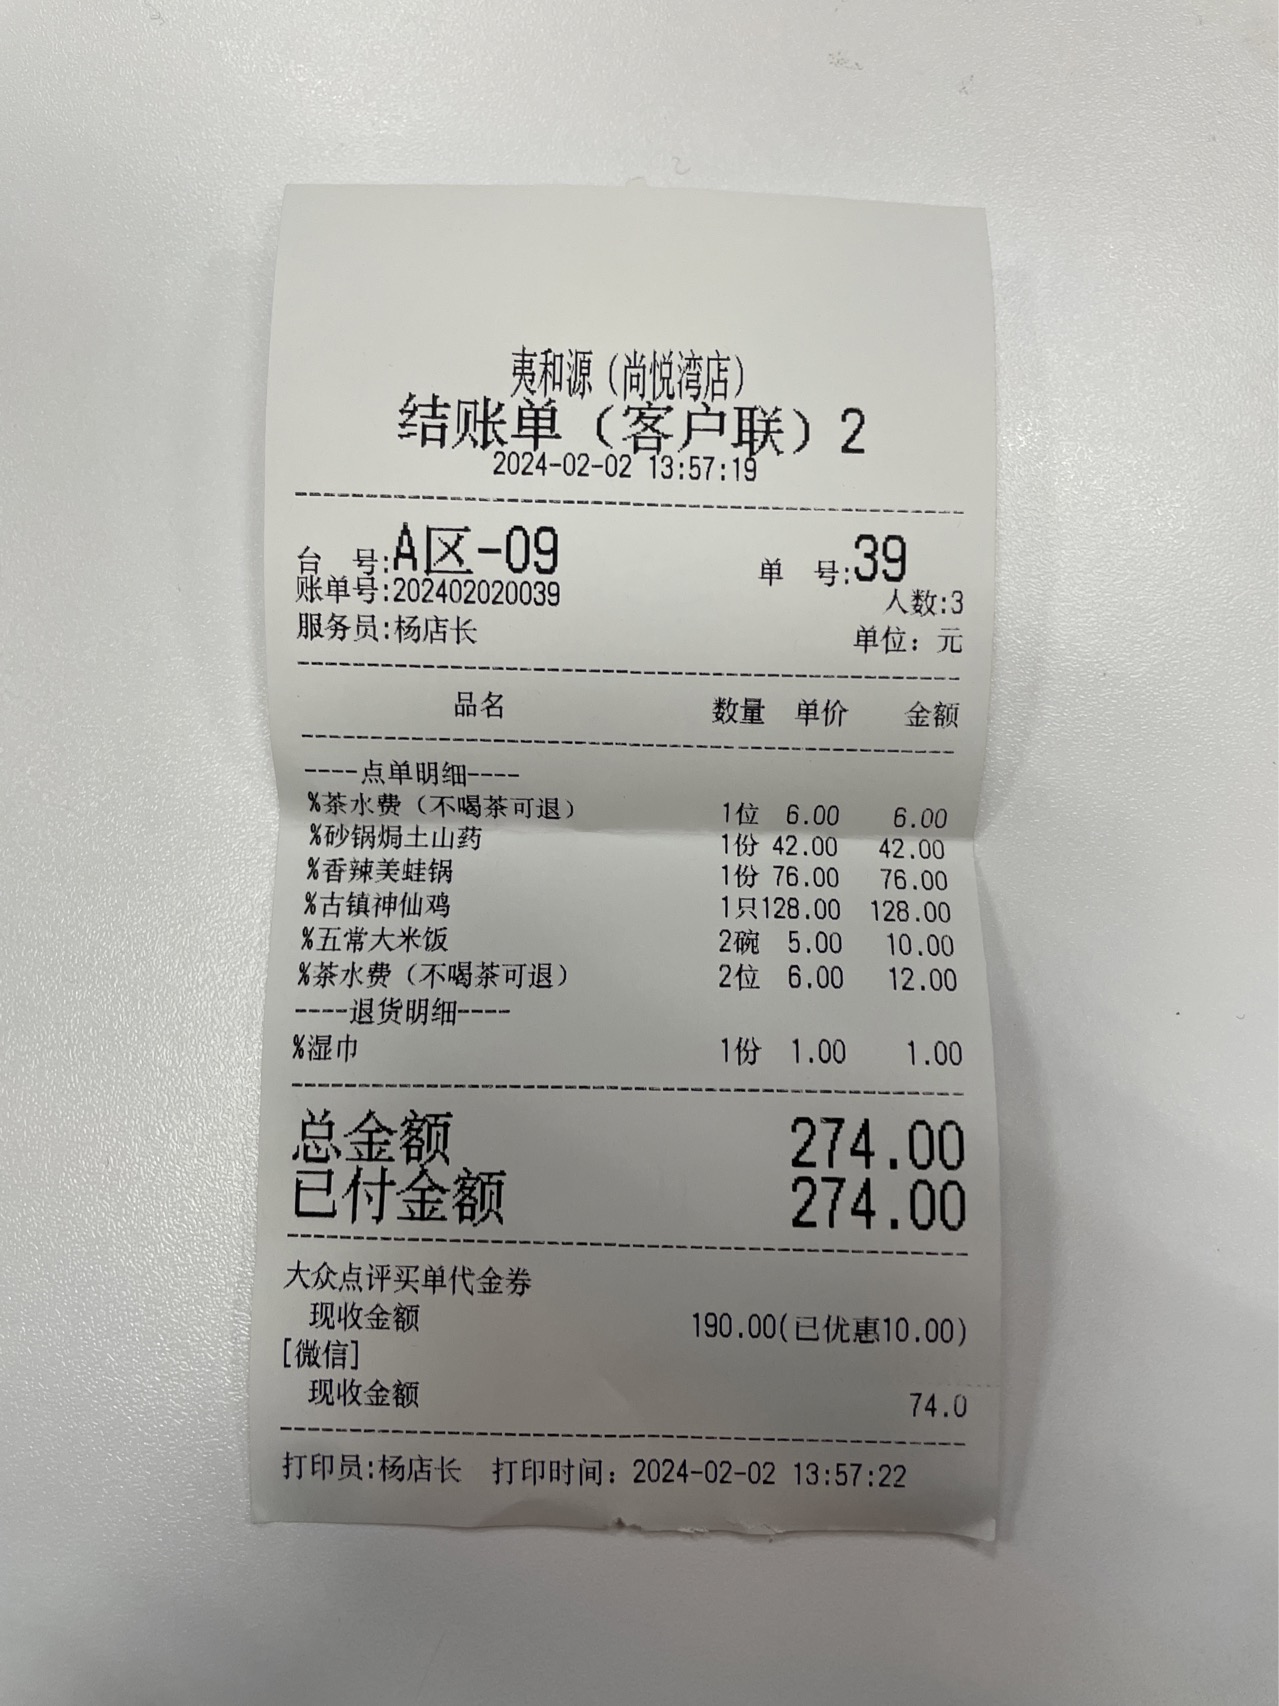 夷和源（尚悦湾店）
结账单（客户联）2
2024-02-02 13:57:19
台 号:A区-09 单 号:39
账单号:202402020039 人数:3
服务员:杨店长 单位：元
品名 数量 单价 金额
----点单明细----
%茶水费（不喝茶可退） 1位 6.00 6.00
%砂锅焗土山药 1份 42.00 42.00
%香辣美蛙锅 1份 76.00 76.00
%古镇神仙鸡 1只128.00 128.00
%五常大米饭 2碗 5.00 10.00
%茶水费（不喝茶可退） 2位 6.00 12.00
----退货明细----
%湿巾 1份 1.00 1.00
总金额 274.00
已付金额 274.00
大众点评买单代金券
现收金额 190.00(已优惠10.00)
[微信]
现收金额 74.0
打印员:杨店长 打印时间：2024-02-02 13:57:22